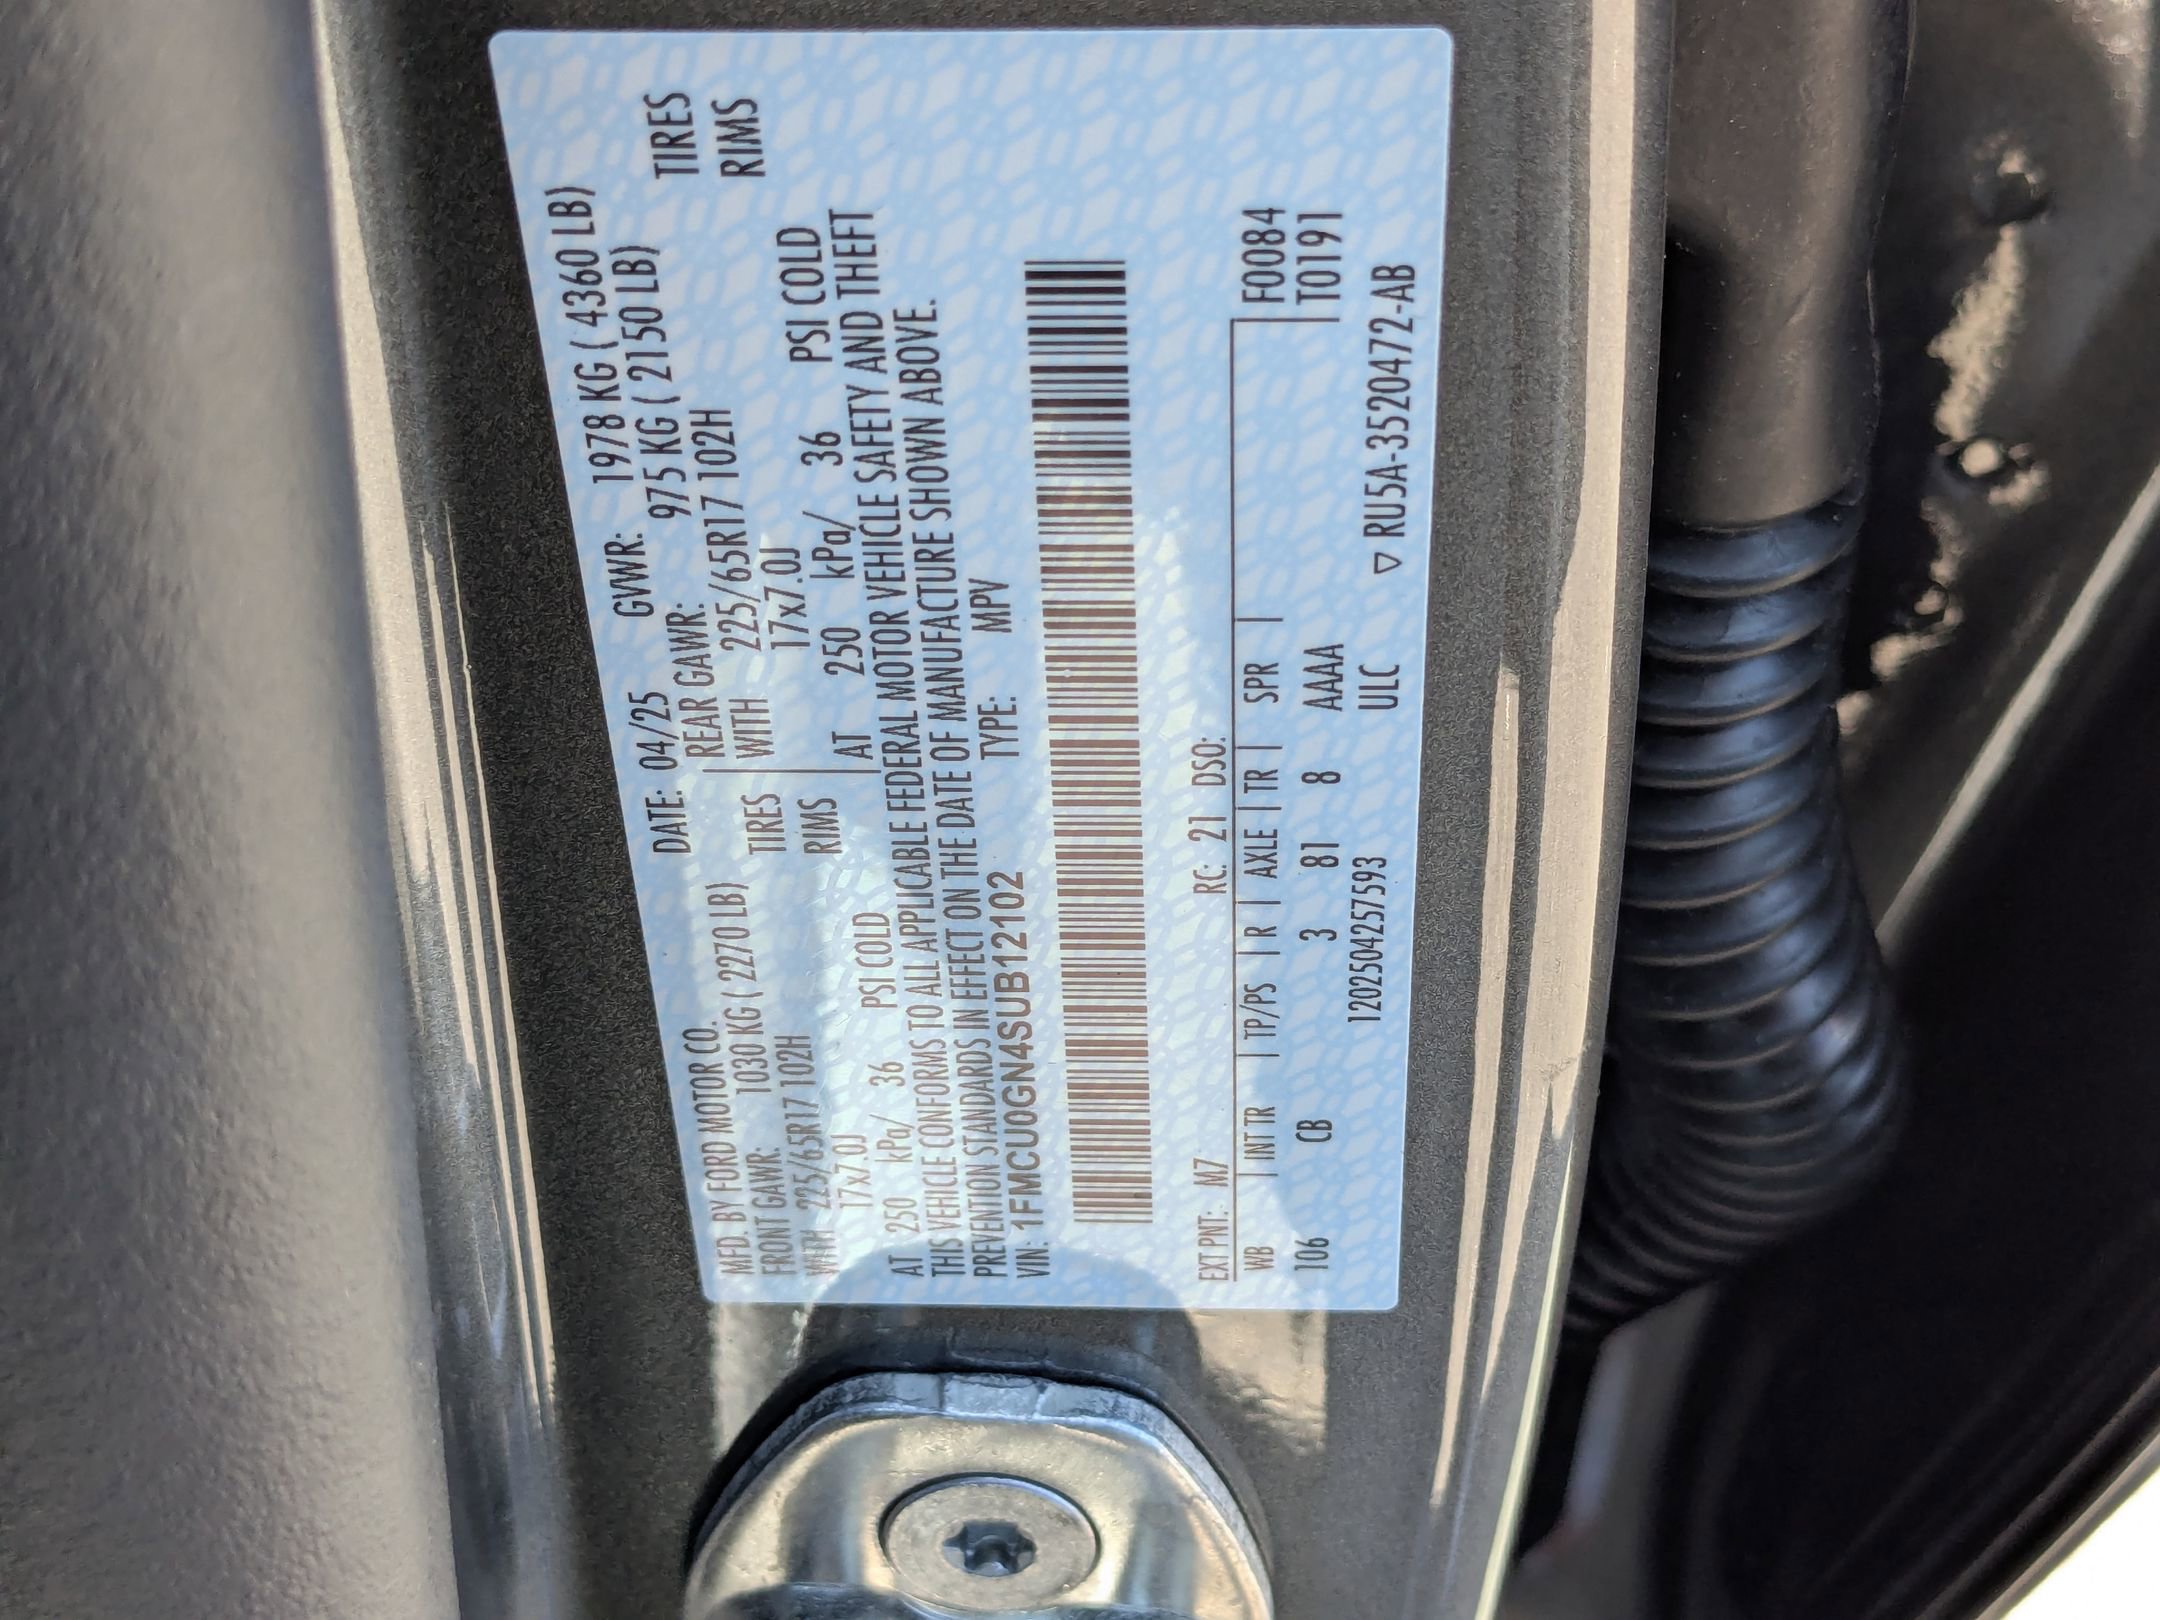 MFD. BY FORD MOTOR CO. DATE: 04/25 GVWR: 1978 KG ( 4360 LB)
FRONT GAWR: 1030 KG ( 2270 LB) REAR GAWR: 975 KG ( 2150 LB)
WITH 225/65R17 102H TIRES WITH 225/65R17 102H TIRES
17x7.0J RIMS 17x7.0J RIMS
AT 250 kPa/ 36 PSI COLD AT 250 kPa/ 36 PSI COLD
THIS VEHICLE CONFORMS TO ALL APPLICABLE FEDERAL MOTOR VEHICLE SAFETY AND THEFT
PREVENTION STANDARDS IN EFFECT ON THE DATE OF MANUFACTURE SHOWN ABOVE.
VIN: 1FMCU0GN4SUB12102 TYPE: MPV
EXT PNT: M7 RC: 21 DSO:
WB | INT TR | TP/PS | R | AXLE | TR | SPR | F0084
106 CB 3 81 8 AAAA T0191
1202504257593 ULC ▽ RU5A-3520472-AB